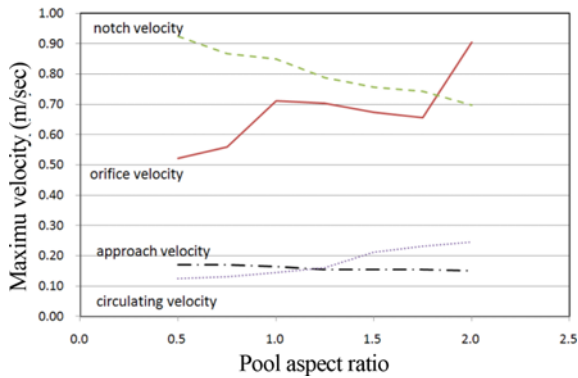 1.00
0.90
0.80
0.70
0.60
0.50
0.40
0.30
0.20
0.10
0.00
Maximu velocity (m/sec)
notch velocity
orifice velocity
approach velocity
circulating velocity
0.0 0.5 1.0 1.5 2.0 2.5
Pool aspect ratio